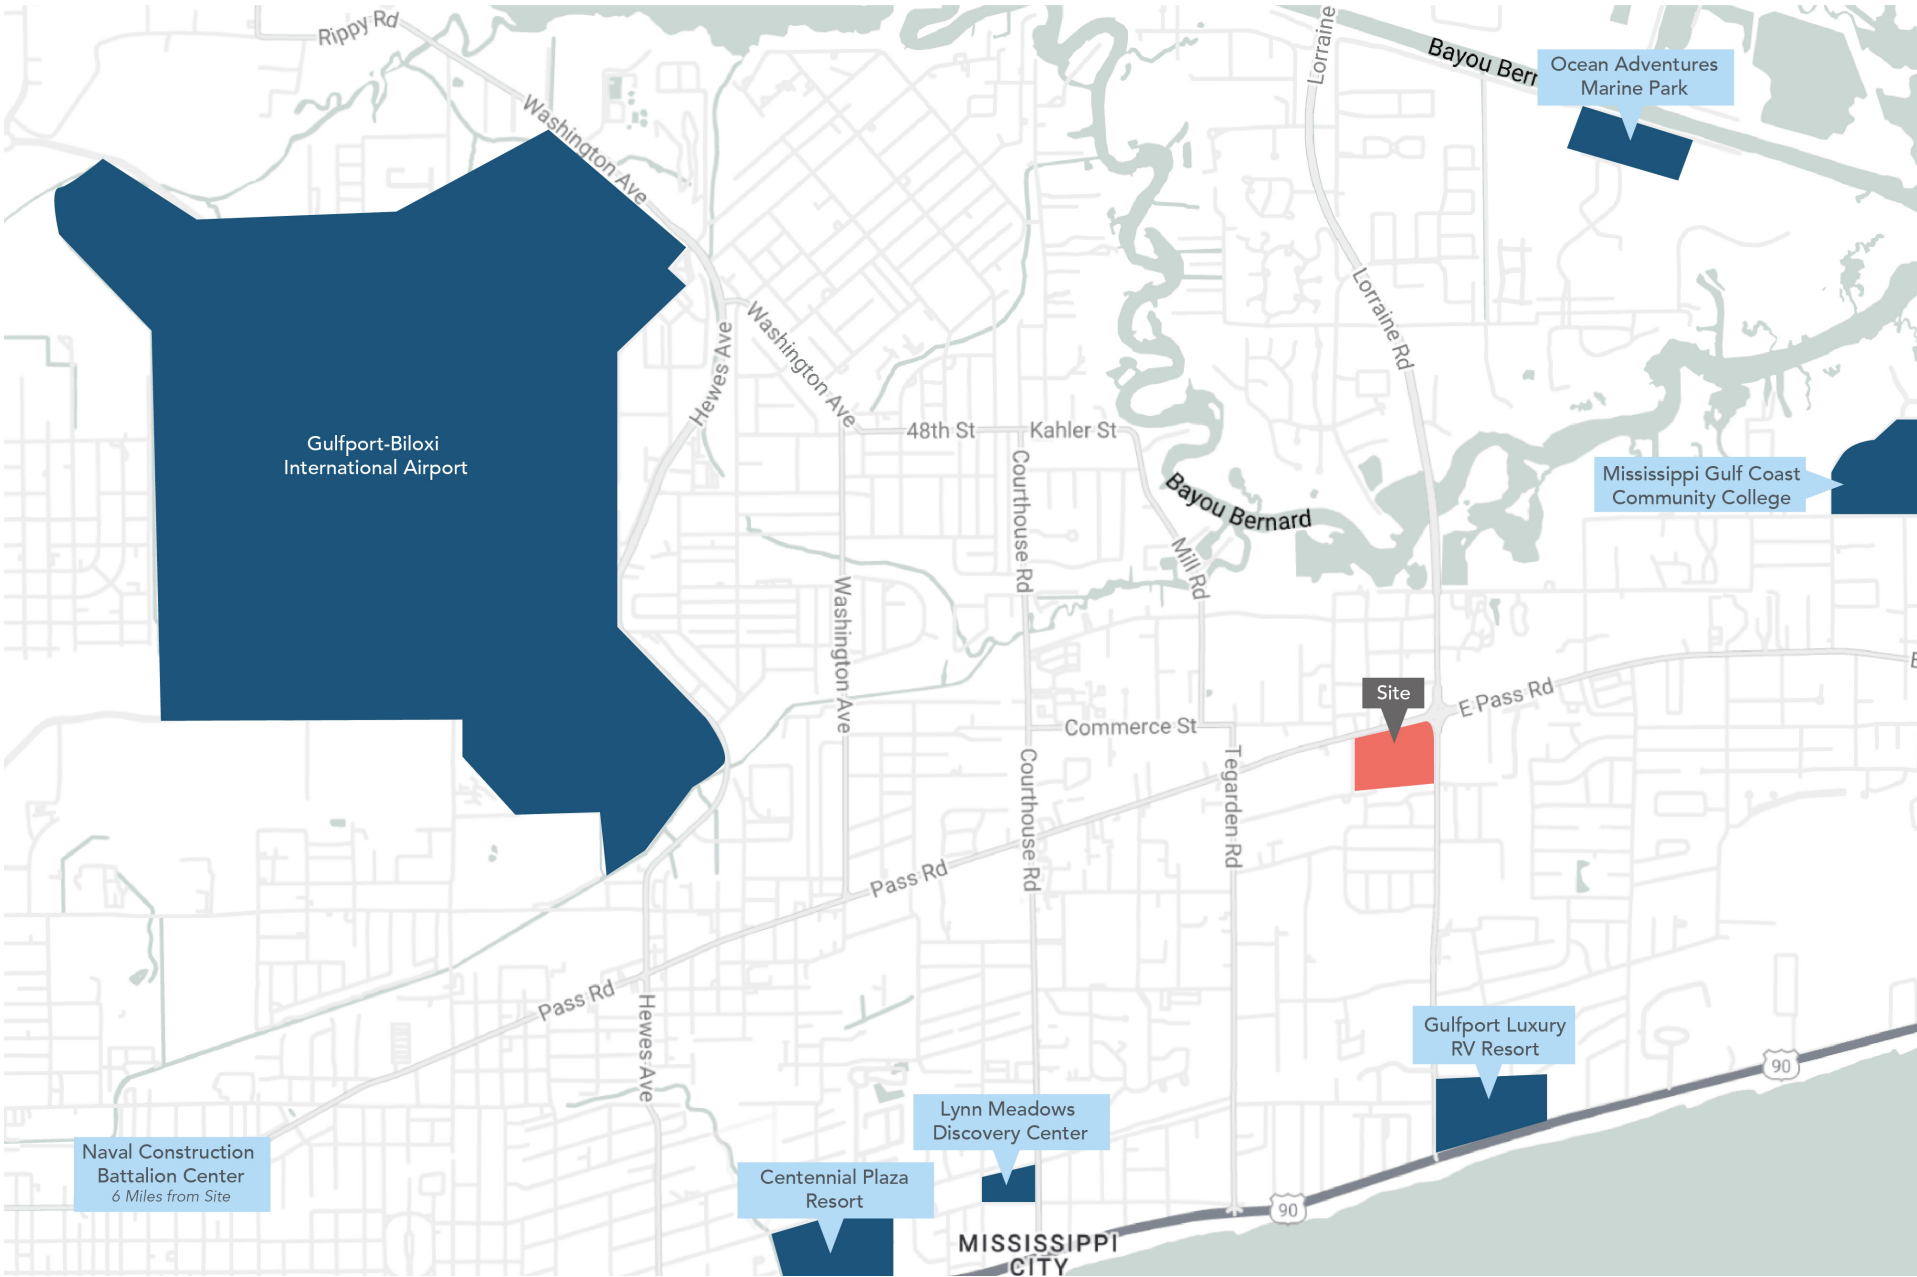 Rippy Rd
Lorraine
Bayou Bern
Ocean Adventures
Marine Park
Washington Ave
Lorraine Rd
Washington Ave
Hewes Ave
Gulfport-Biloxi
International Airport
48th St
Kahler St
Courthouse Rd
Bayou Bernard
Mississippi Gulf Coast
Community College
Mill Rd
Washington Ave
Site
E Pass Rd
E
Commerce St
Tegarden Rd
Courthouse Rd
Pass Rd
Pass Rd
Hewes Ave
Gulfport Luxury
RV Resort
90
Lynn Meadows
Discovery Center
Naval Construction
Battalion Center
6 Miles from Site
Centennial Plaza
Resort
90
MISSISSIPPI
CITY